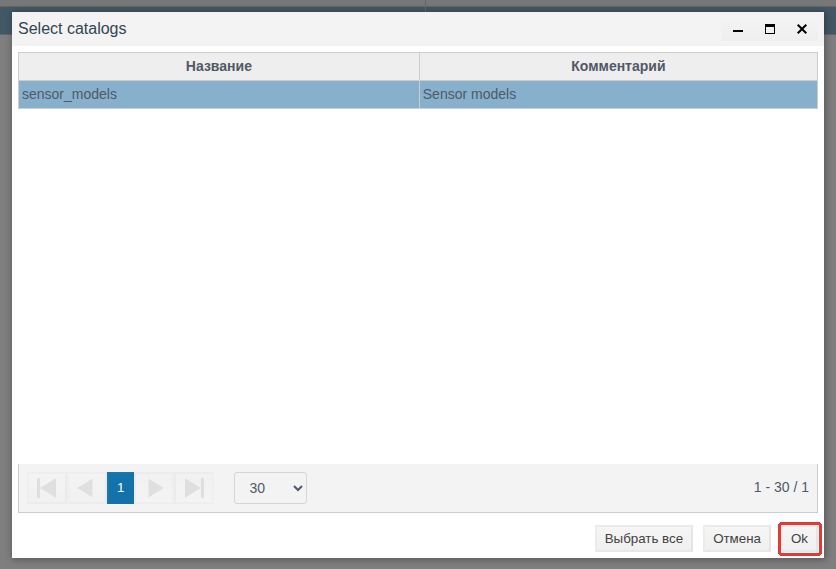 Select catalogs
Название Комментарий
sensor_models Sensor models
1 30 1 - 30 / 1
Выбрать все Отмена Ok